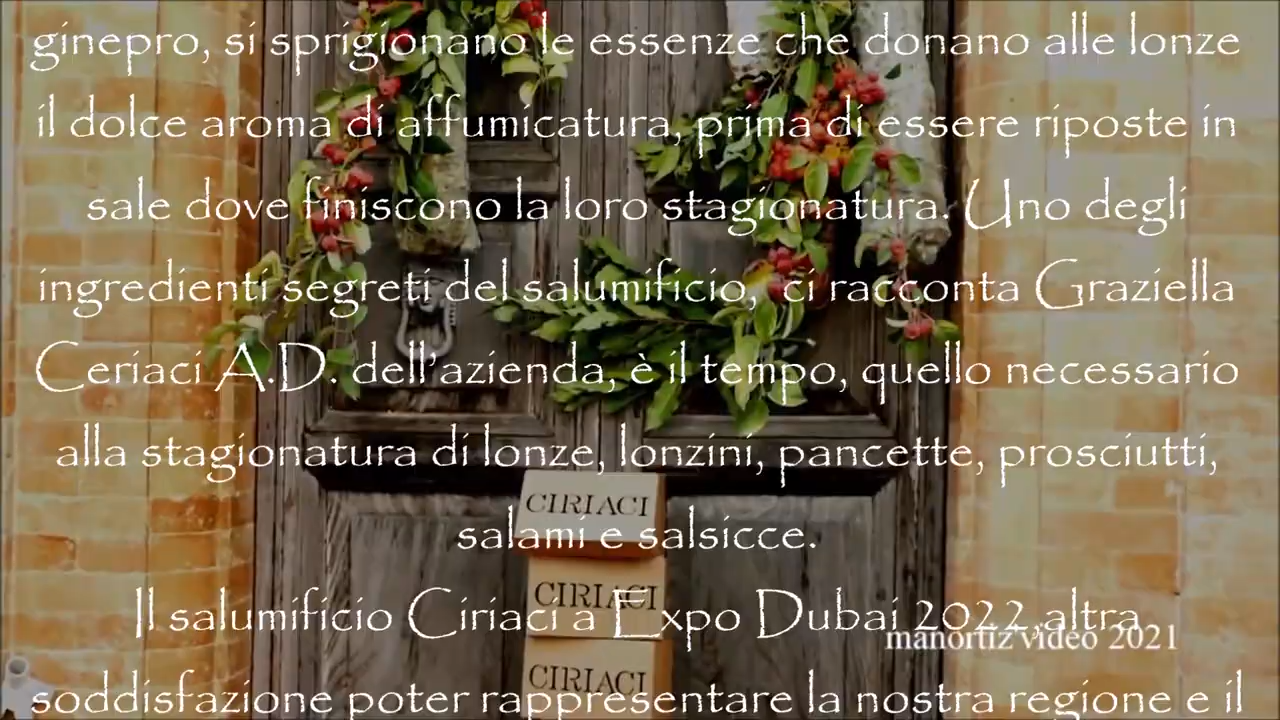 ginepro, si sprigionano le essenze che donano alle lonze
il dolce aroma di affumicatura, prima di essere riposte in
sale dove finiscono la loro stagionatura. Uno degli
ingredienti segreti del salumificio, ci racconta Graziella
Ceriaci A.D. dell'azienda, è il tempo, quello necessario
alla stagionatura di lonze, lonzini, pancette, prosciutti,
CIRIACI
salami e salsicce.
CIRIACI
Il salumificio Ciriaci a Expo Dubai 2022,altra
manortiz video 2021
CIRIACI
soddisfazione poter rappresentare la nostra regione e il